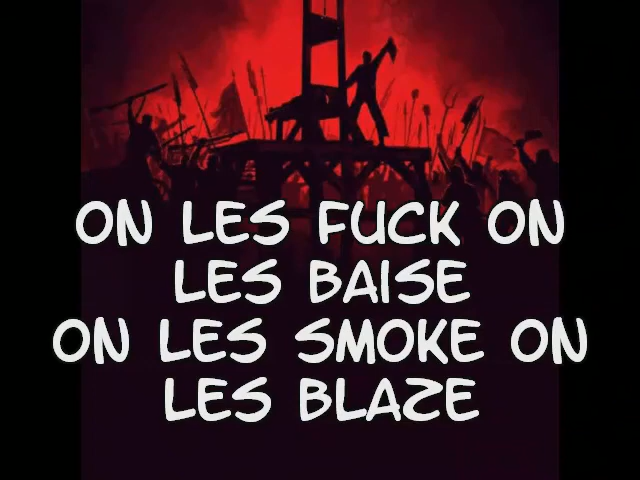 ON LES FUCK ON
LES BAISE
ON LES SMOKE ON
LES BLAZE